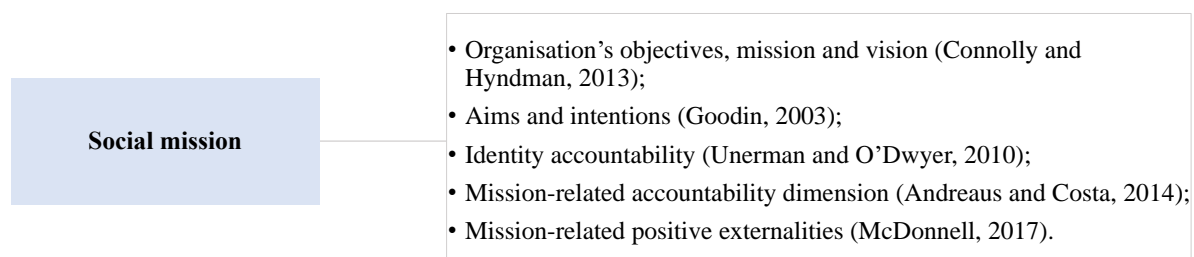 Social mission
• Organisation’s objectives, mission and vision (Connolly and
Hyndman, 2013);
• Aims and intentions (Goodin, 2003);
• Identity accountability (Unerman and O’Dwyer, 2010);
• Mission-related accountability dimension (Andreaus and Costa, 2014);
• Mission-related positive externalities (McDonnell, 2017).